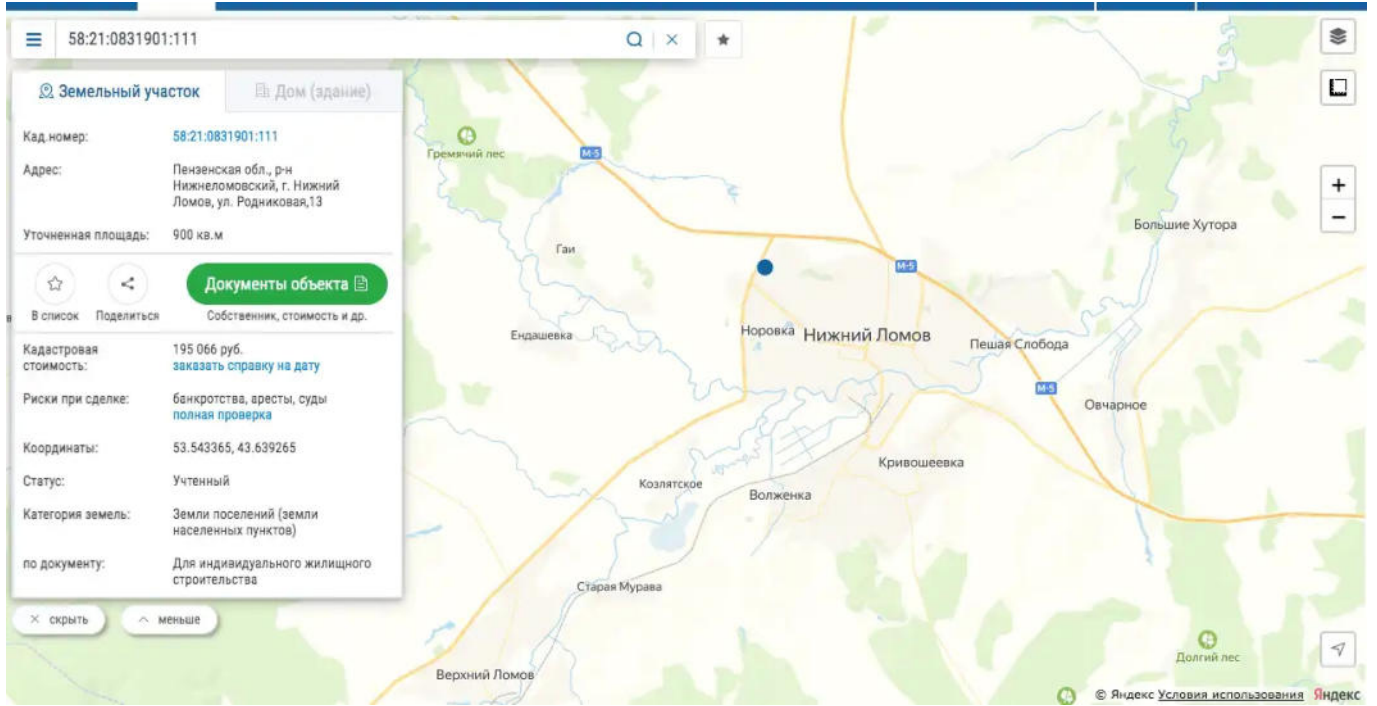 58:21:0831901:111
Земельный участок
Дом (здание)
Кад.номер:
58:21:0831901:111
Адрес:
Пензенская обл., р-н
Нижнеломовский, г. Нижний
Ломов, ул. Родниковая,13
Уточненная площадь:
900 кв.м
В список
Поделиться
Документы объекта
Собственник, стоимость и др.
Кадастровая
стоимость:
195 066 руб.
заказать справку на дату
Риски при сделке:
банкротства, аресты, суды
полная проверка
Координаты:
53.543365, 43.639265
Статус:
Учтенный
Категория земель:
Земли поселений (земли
населенных пунктов)
по документу:
Для индивидуального жилищного
строительства
скрыть
меньше
Гремячий лес
М-5
Большие Хутора
Гаи
М-5
Ендашевка
Норовка
Нижний Ломов
Пешая Слобода
М-5
Овчарное
Кривошеевка
Козлятское
Волженка
Старая Мурава
Верхний Ломов
Долгий лес
© Яндекс Условия использования Яндекс